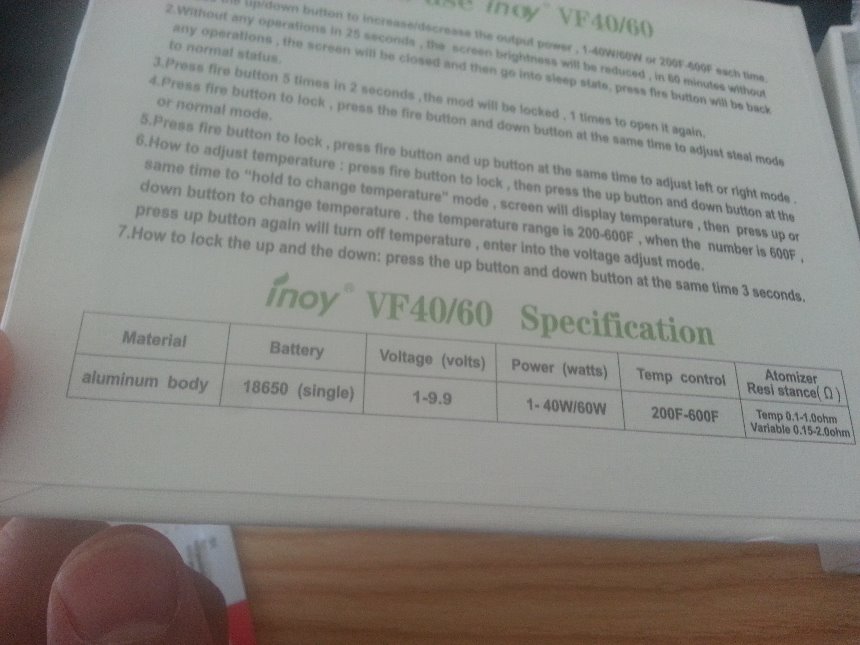 use inoy® VF40/60
the up/down button to increase/decrease the output power , 1-40W/60W or 200F-600F each time.
2.Without any operations in 25 seconds , the screen brightness will be reduced , in 60 minutes without
any operations , the screen will be closed and then go into sleep state, press fire button will be back
to normal status.
3.Press fire button 5 times in 2 seconds ,the mod will be locked , 1 times to open it again.
4.Press fire button to lock , press the fire button and down button at the same time to adjust steal mode
or normal mode.
5.Press fire button to lock , press fire button and up button at the same time to adjust left or right mode .
6.How to adjust temperature : press fire button to lock , then press the up button and down button at the
same time to “hold to change temperature” mode , screen will display temperature , then press up or
down button to change temperature . the temperature range is 200-600F , when the number is 600F ,
press up button again will turn off temperature , enter into the voltage adjust mode.
7.How to lock the up and the down: press the up button and down button at the same time 3 seconds.
inoy® VF40/60 Specification
Material Battery Voltage (volts) Power (watts) Temp control Atomizer
Resi stance(Ω)
aluminum body 18650 (single) 1-9.9 1- 40W/60W 200F-600F Temp 0.1-1.0ohm
Variable 0.15-2.0ohm